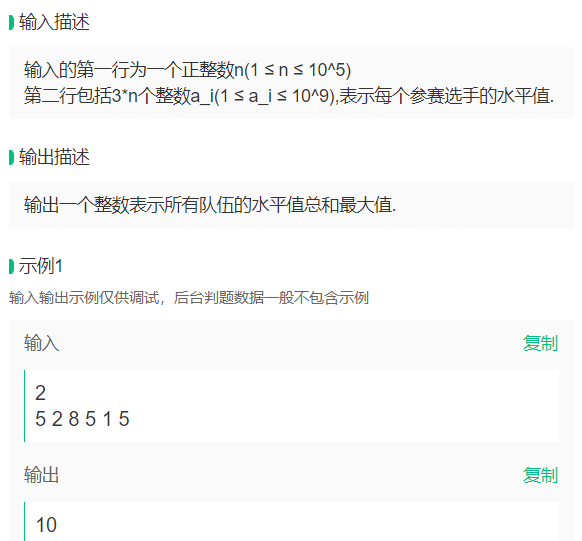 输入描述
输入的第一行为一个正整数n(1 ≤ n ≤ 10^5)
第二行包括3*n个整数a_i(1 ≤ a_i ≤ 10^9),表示每个参赛选手的水平值.
输出描述
输出一个整数表示所有队伍的水平值总和最大值.
示例1
输入输出示例仅供调试，后台判题数据一般不包含示例
输入
复制
2
5 2 8 5 1 5
输出
复制
10